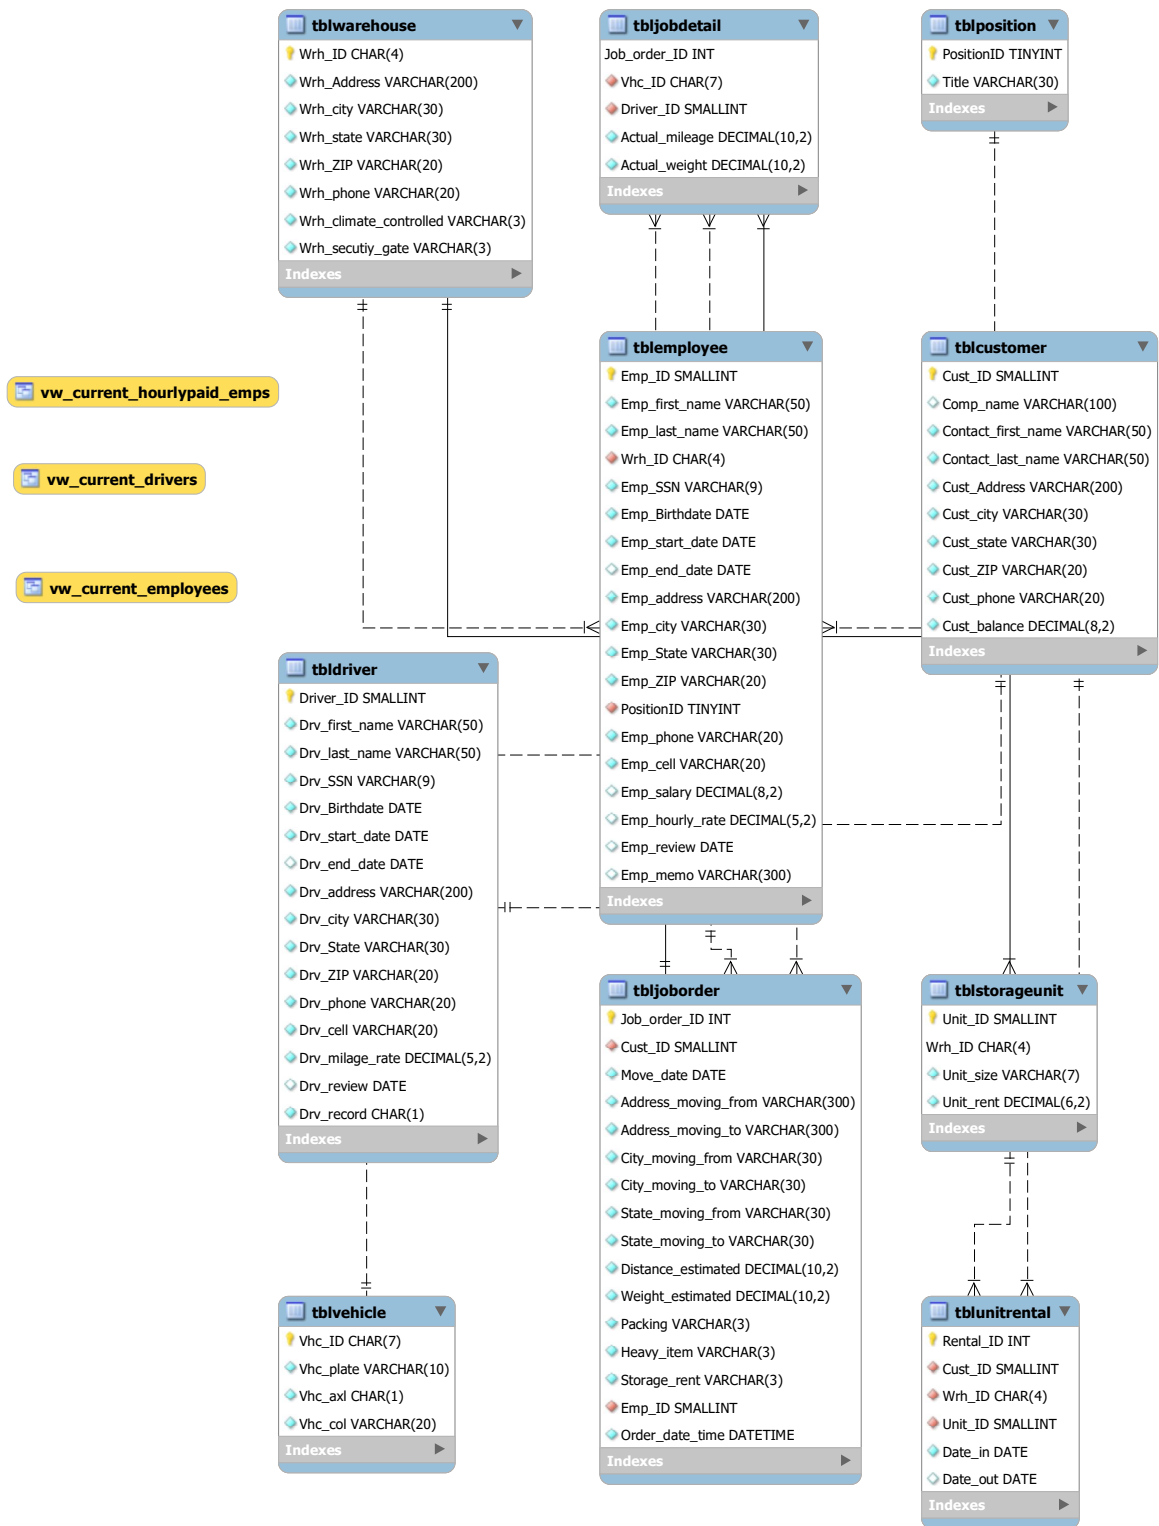 tblwarehouse
Wrh_ID CHAR(4)
Wrh_Address VARCHAR(200)
Wrh_city VARCHAR(30)
Wrh_state VARCHAR(30)
Wrh_ZIP VARCHAR(20)
Wrh_phone VARCHAR(20)
Wrh_climate_controlled VARCHAR(3)
Wrh_secutiy_gate VARCHAR(3)
Indexes
tbljobdetail
Job_order_ID INT
Vhc_ID CHAR(7)
Driver_ID SMALLINT
Actual_mileage DECIMAL(10,2)
Actual_weight DECIMAL(10,2)
Indexes
tblposition
PositionID TINYINT
Title VARCHAR(30)
Indexes
vw_current_hourlypaid_emps
vw_current_drivers
vw_current_employees
tblemployee
Emp_ID SMALLINT
Emp_first_name VARCHAR(50)
Emp_last_name VARCHAR(50)
Wrh_ID CHAR(4)
Emp_SSN VARCHAR(9)
Emp_Birthdate DATE
Emp_start_date DATE
Emp_end_date DATE
Emp_address VARCHAR(200)
Emp_city VARCHAR(30)
Emp_State VARCHAR(30)
Emp_ZIP VARCHAR(20)
PositionID TINYINT
Emp_phone VARCHAR(20)
Emp_cell VARCHAR(20)
Emp_salary DECIMAL(8,2)
Emp_hourly_rate DECIMAL(5,2)
Emp_review DATE
Emp_memo VARCHAR(300)
Indexes
tblcustomer
Cust_ID SMALLINT
Comp_name VARCHAR(100)
Contact_first_name VARCHAR(50)
Contact_last_name VARCHAR(50)
Cust_Address VARCHAR(200)
Cust_city VARCHAR(30)
Cust_state VARCHAR(30)
Cust_ZIP VARCHAR(20)
Cust_phone VARCHAR(20)
Cust_balance DECIMAL(8,2)
Indexes
tbldriver
Driver_ID SMALLINT
Drv_first_name VARCHAR(50)
Drv_last_name VARCHAR(50)
Drv_SSN VARCHAR(9)
Drv_Birthdate DATE
Drv_start_date DATE
Drv_end_date DATE
Drv_address VARCHAR(200)
Drv_city VARCHAR(30)
Drv_State VARCHAR(30)
Drv_ZIP VARCHAR(20)
Drv_phone VARCHAR(20)
Drv_cell VARCHAR(20)
Drv_milage_rate DECIMAL(5,2)
Drv_review DATE
Drv_record CHAR(1)
Indexes
tbljoborder
Job_order_ID INT
Cust_ID SMALLINT
Move_date DATE
Address_moving_from VARCHAR(300)
Address_moving_to VARCHAR(300)
City_moving_from VARCHAR(30)
City_moving_to VARCHAR(30)
State_moving_from VARCHAR(30)
State_moving_to VARCHAR(30)
Distance_estimated DECIMAL(10,2)
Weight_estimated DECIMAL(10,2)
Packing VARCHAR(3)
Heavy_item VARCHAR(3)
Storage_rent VARCHAR(3)
Emp_ID SMALLINT
Order_date_time DATETIME
Indexes
tblstorageunit
Unit_ID SMALLINT
Wrh_ID CHAR(4)
Unit_size VARCHAR(7)
Unit_rent DECIMAL(6,2)
Indexes
tblvehicle
Vhc_ID CHAR(7)
Vhc_plate VARCHAR(10)
Vhc_axl CHAR(1)
Vhc_col VARCHAR(20)
Indexes
tblunitrental
Rental_ID INT
Cust_ID SMALLINT
Wrh_ID CHAR(4)
Unit_ID SMALLINT
Date_in DATE
Date_out DATE
Indexes